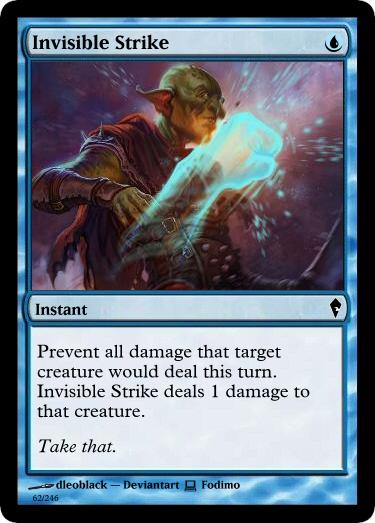 Invisible Strike
Instant
Prevent all damage that target
creature would deal this turn.
Invisible Strike deals 1 damage to
that creature.
Take that.
dleoblack — Deviantart Fodimo
62/246